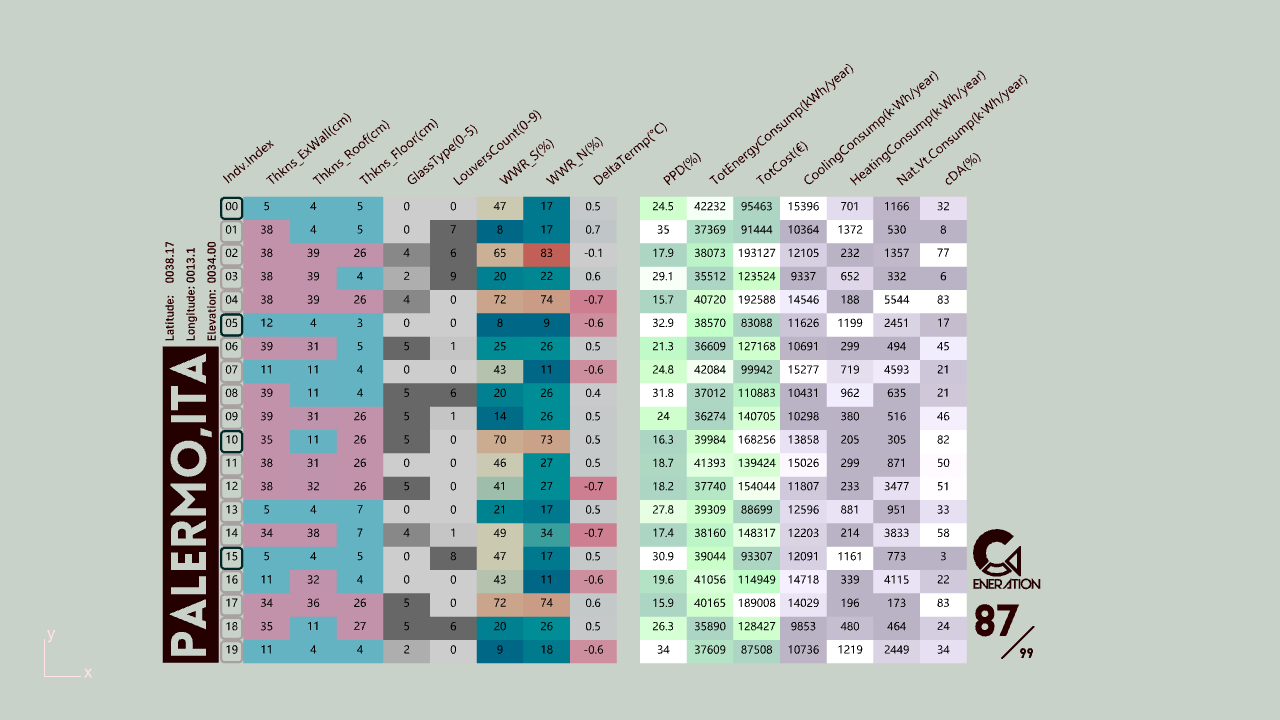 Indv.Index Thkns_ExWall(cm) Thkns_Roof(cm) Thkns_Floor(cm) GlassType(0-5) LouversCount(0-9) WWR_S(%) WWR_N(%) DeltaTermp(°C) PPD(%) TotEnergyConsump(kWh/year) TotCost(€) CoolingConsump(k·Wh/year) HeatingConsump(k·Wh/year) Nat.Vt.Consump(k·Wh/year) cDA(%)
00 5 4 5 0 0 47 17 0.5 24.5 42232 95463 15396 701 1166 32
01 38 4 5 0 7 8 17 0.7 35 37369 91444 10364 1372 530 8
02 38 39 26 4 6 65 83 -0.1 17.9 38073 193127 12105 232 1357 77
03 38 39 4 2 9 20 22 0.6 29.1 35512 123524 9337 652 332 6
04 38 39 26 4 0 72 74 -0.7 15.7 40720 192588 14546 188 5544 83
05 12 4 3 0 0 8 9 -0.6 32.9 38570 83088 11626 1199 2451 17
06 39 31 5 5 1 25 26 0.5 21.3 36609 127168 10691 299 494 45
07 11 11 4 0 0 43 11 -0.6 24.8 42084 99942 15277 719 4593 21
08 39 11 4 5 6 20 26 0.4 31.8 37012 110883 10431 962 635 21
09 39 31 26 5 1 14 26 0.5 24 36274 140705 10298 380 516 46
10 35 11 26 5 0 70 73 0.5 16.3 39984 168256 13858 205 305 82
11 38 31 26 0 0 46 27 0.5 18.7 41393 139424 15026 299 871 50
12 38 32 26 5 0 41 27 -0.7 18.2 37740 154044 11807 233 3477 51
13 5 4 7 0 0 21 17 0.5 27.8 39309 88699 12596 881 951 33
14 34 38 7 4 1 49 34 -0.7 17.4 38160 148317 12203 214 3833 58
15 5 4 5 0 8 47 17 0.5 30.9 39044 93307 12091 1161 773 3
16 11 32 4 0 0 43 11 -0.6 19.6 41056 114949 14718 339 4115 22
17 34 36 26 5 0 72 74 0.6 15.9 40165 189008 14029 196 173 83
18 35 11 27 5 6 20 26 0.5 26.3 35890 128427 9853 480 464 24
19 11 4 4 2 0 9 18 -0.6 34 37609 87508 10736 1219 2449 34
Latitude: 0038.17
Longitude: 0013.1
Elevation: 0034.00
PALERMO,ITA
GENERATION
87/99
y
x